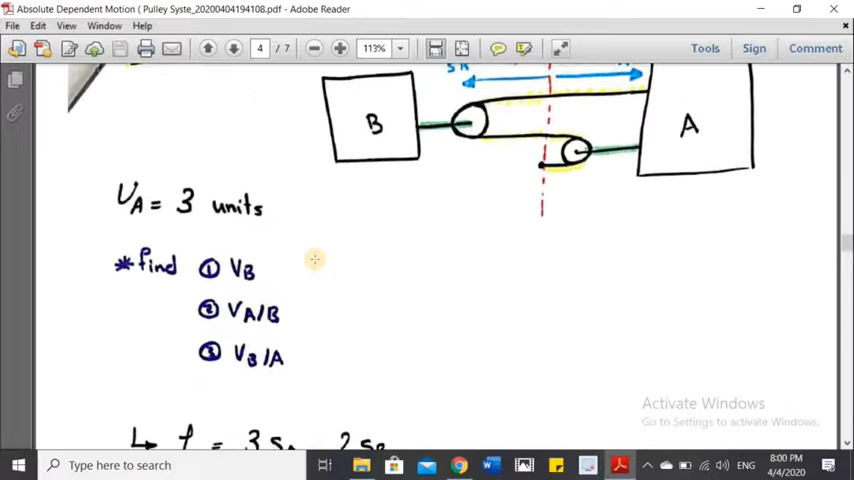 Absolute Dependent Motion ( Pulley Syste_20200404194108.pdf - Adobe Reader
File Edit View Window Help
4 / 7 113% Tools Sign Comment
SB
B A
VA = 3 units
*find ① VB
② VA/B
③ VB/A
Activate Windows
Go to Settings to activate Windows.
Type here to search
ENG
8:00 PM
4/4/2020